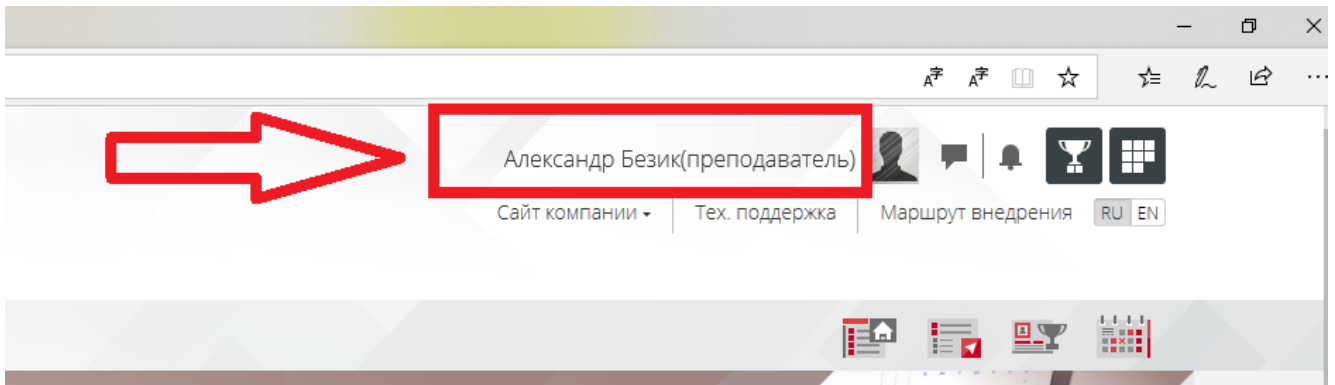 Александр Безик(преподаватель)
Сайт компании
Тех. поддержка
Маршрут внедрения
RU EN